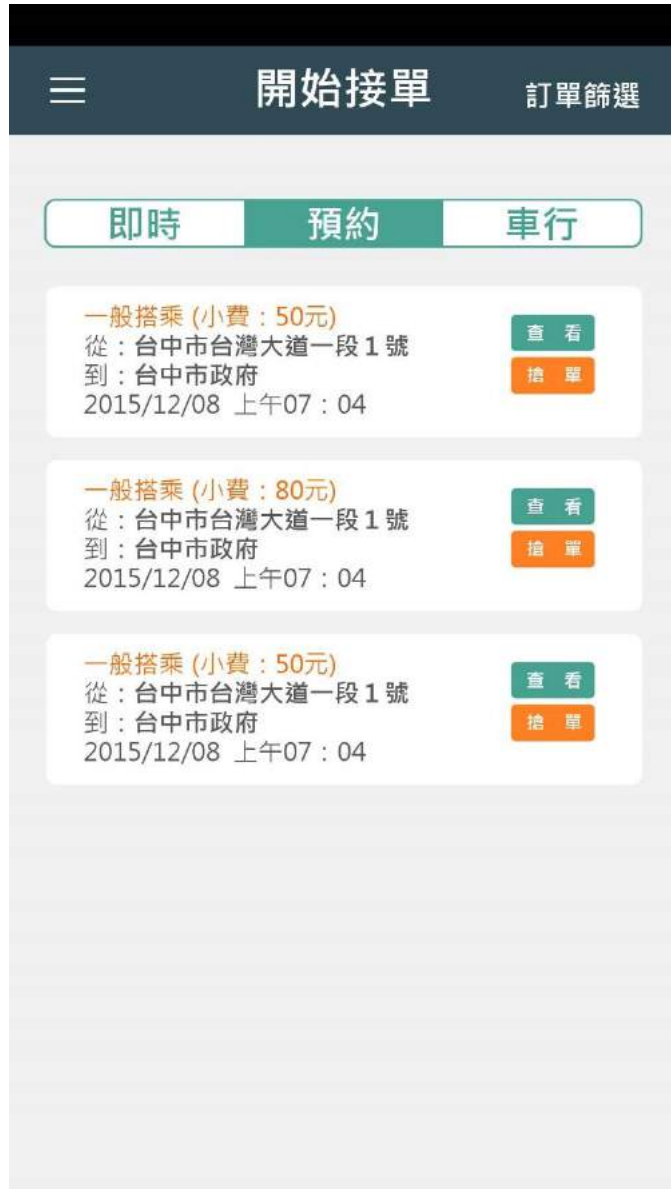 開始接單
訂單篩選
即時
預約
車行
一般搭乘 (小費：50元)
從：台中市台灣大道一段１號
到：台中市政府
2015/12/08 上午07：04
查 看
搶 單
一般搭乘 (小費：80元)
從：台中市台灣大道一段１號
到：台中市政府
2015/12/08 上午07：04
查 看
搶 單
一般搭乘 (小費：50元)
從：台中市台灣大道一段１號
到：台中市政府
2015/12/08 上午07：04
查 看
搶 單